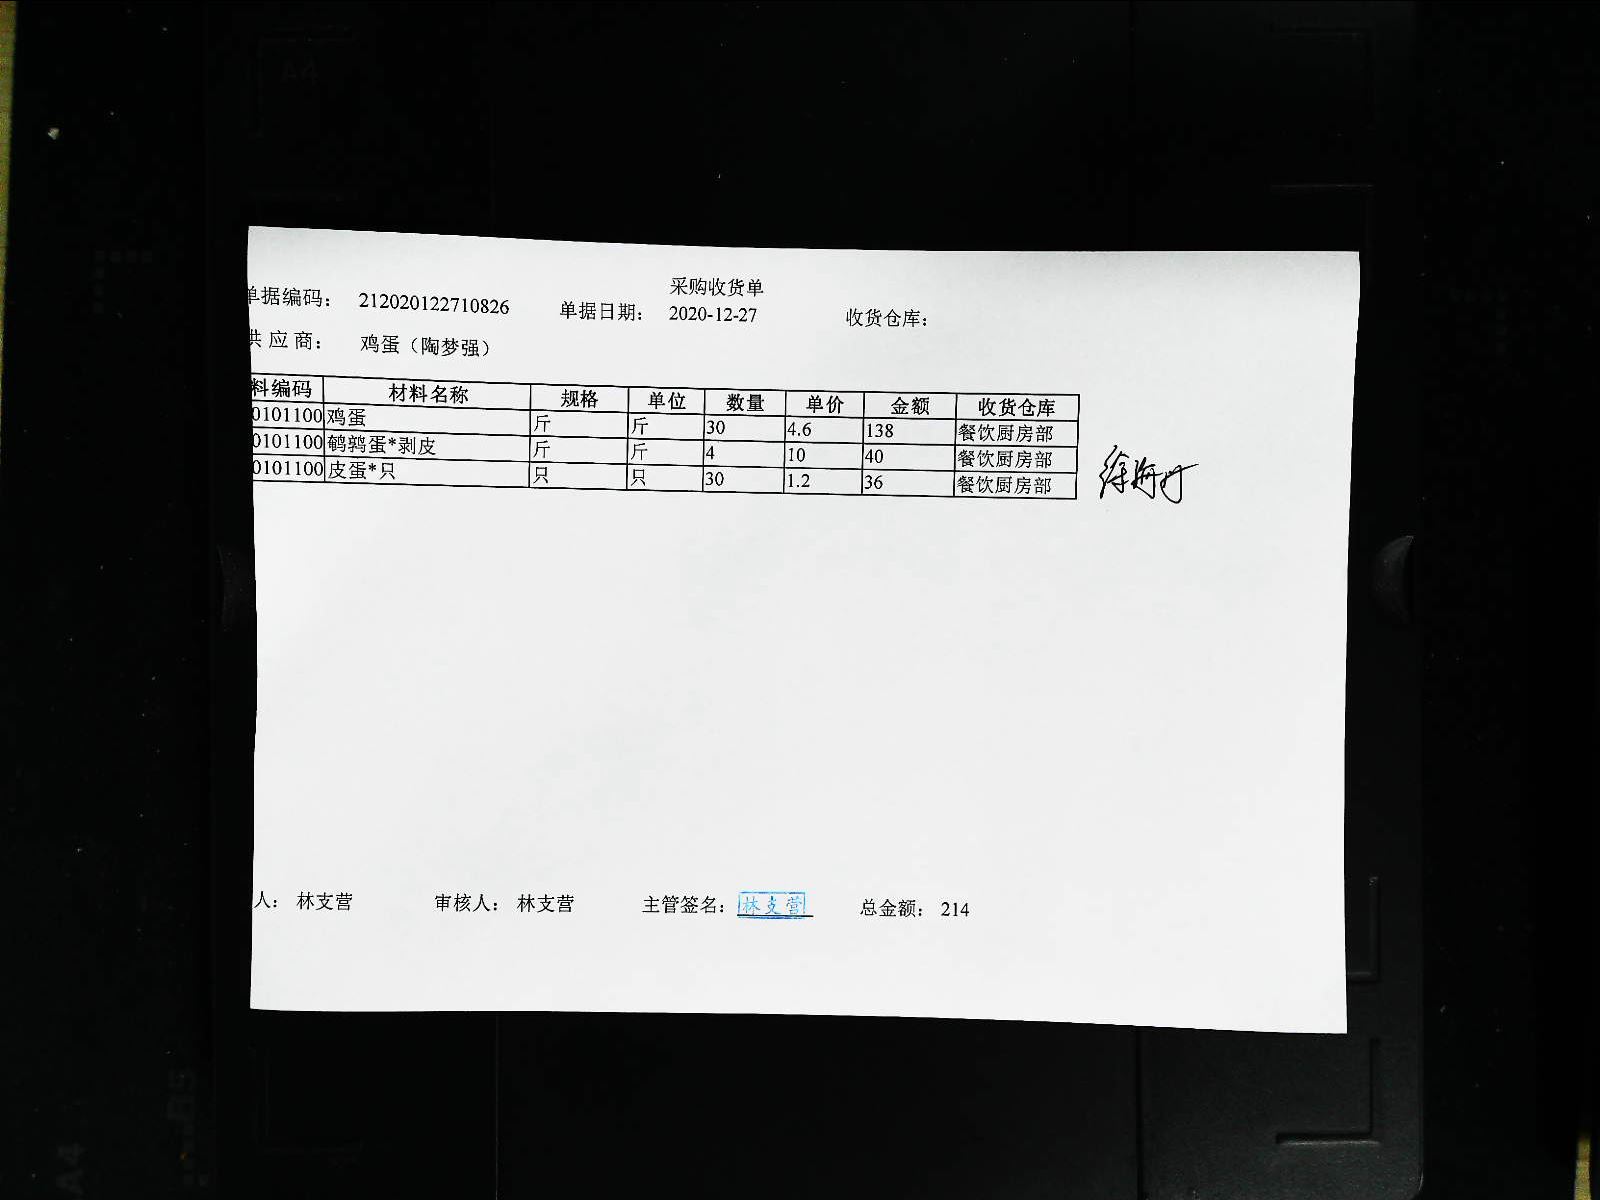 采购收货单
单据编码： 212020122710826 单据日期： 2020-12-27 收货仓库：
供 应 商： 鸡蛋（陶梦强）
料编码 材料名称 规格 单位 数量 单价 金额 收货仓库
0101100 鸡蛋 斤 斤 30 4.6 138 餐饮厨房部
0101100 鹌鹑蛋*剥皮 斤 斤 4 10 40 餐饮厨房部
0101100 皮蛋*只 只 只 30 1.2 36 餐饮厨房部
人： 林支营 审核人： 林支营 主管签名： 林支营 总金额： 214